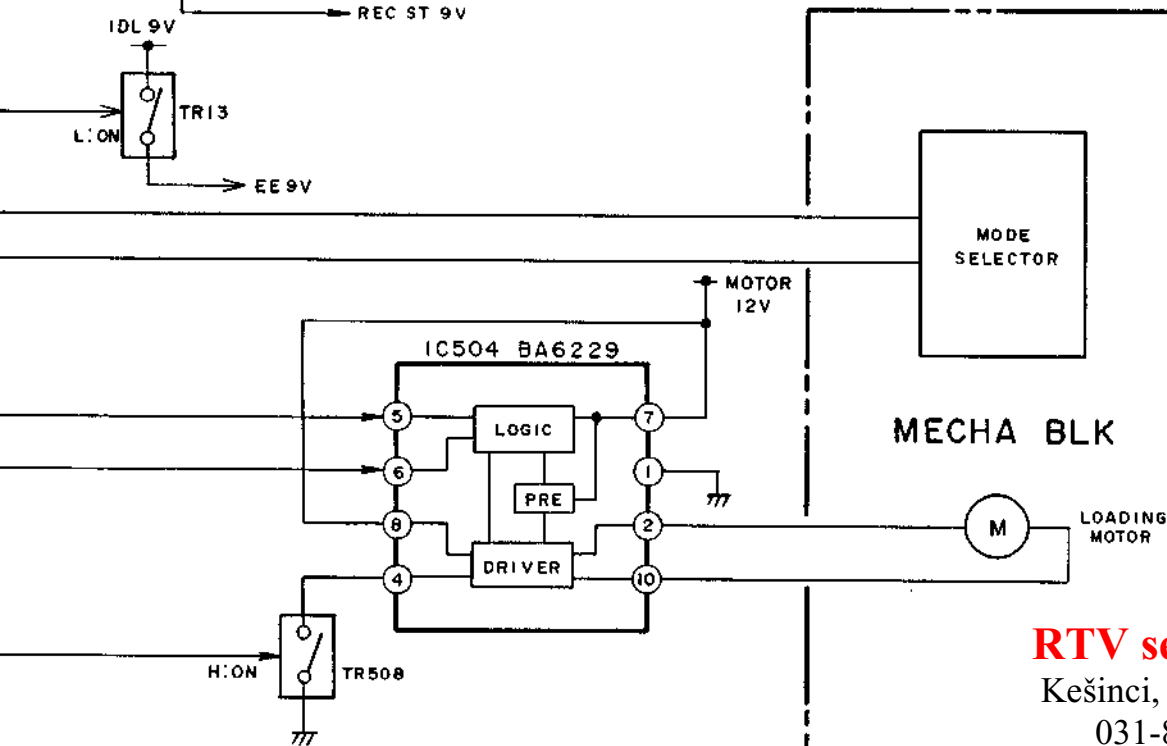 REC ST 9V
IDL 9V
TR13
L:ON
EE 9V
MODE
SELECTOR
MOTOR
12V
IC504 BA6229
5
LOGIC
7
MECHA BLK
6
1
PRE
8
2
M
LOADING
MOTOR
DRIVER
4
10
RTV se
Kešinci,
H:ON
TR508
031-8